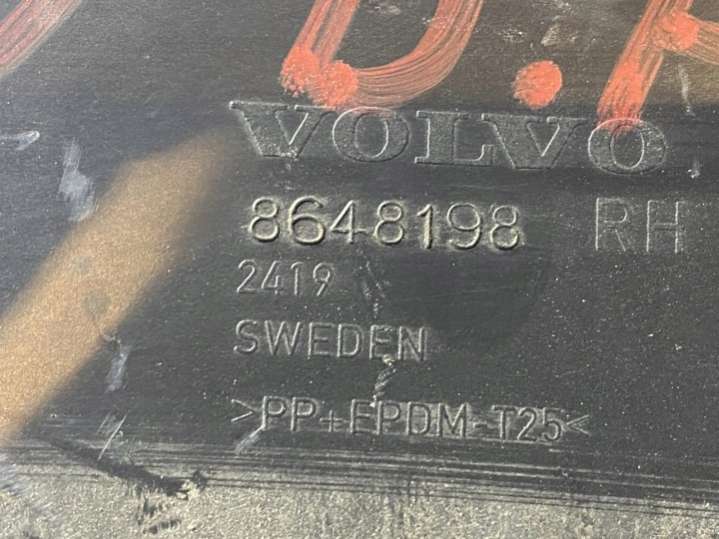 D.A
VOLVO
8648198 RH
2419
SWEDEN
>PP+EPDM-T25<